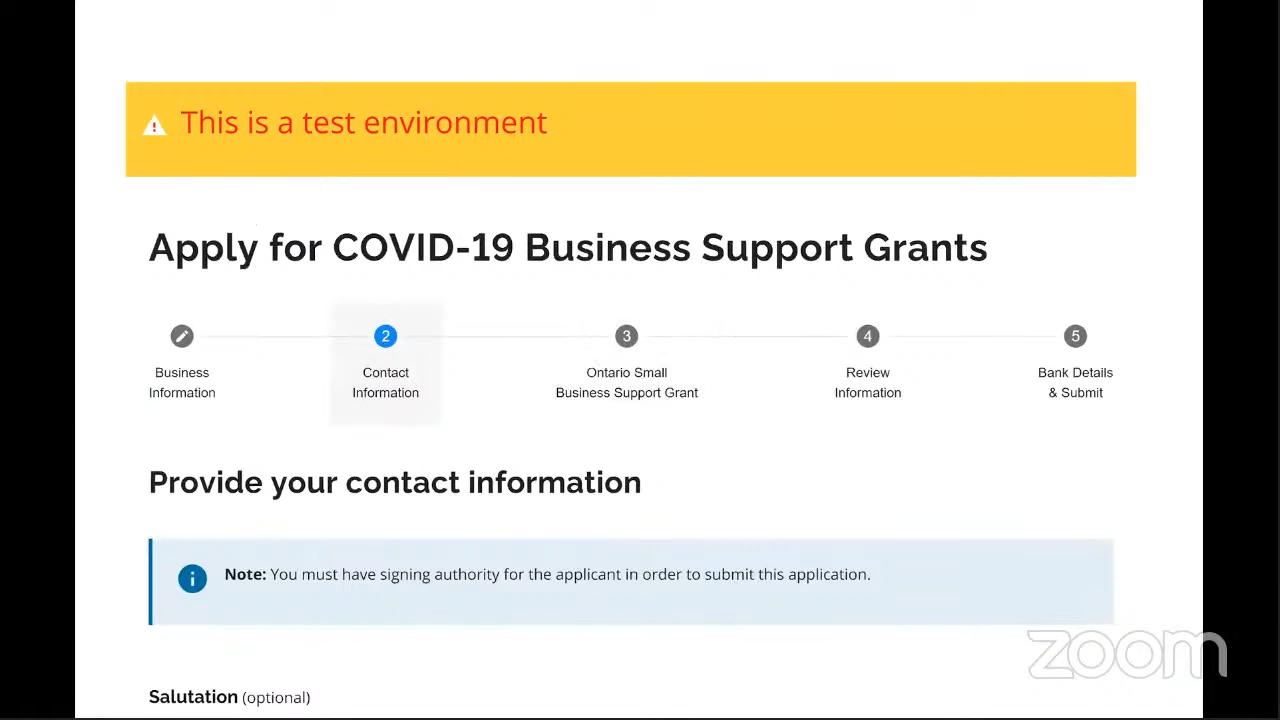 This is a test environment
Apply for COVID-19 Business Support Grants
2
3
4
5
Business
Information
Contact
Information
Ontario Small
Business Support Grant
Review
Information
Bank Details
& Submit
Provide your contact information
Note: You must have signing authority for the applicant in order to submit this application.
zoom
Salutation (optional)